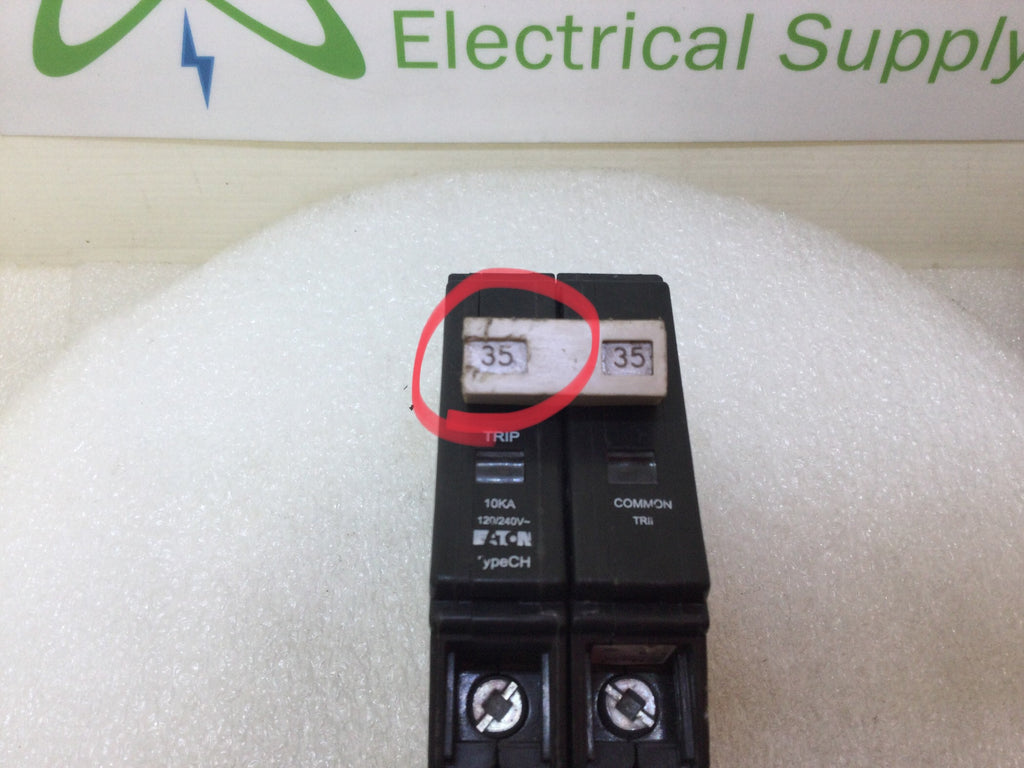 Electrical Supply
35 35
TRIP
10KA
120/240V~
EATON
TypeCH
COMMON
TRIP